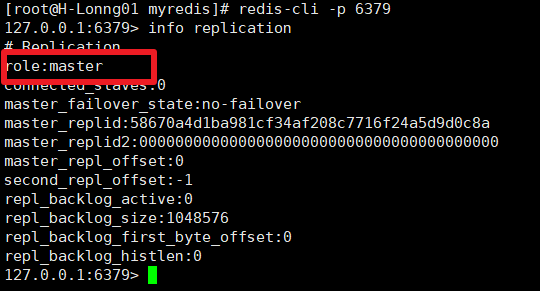 [root@H-Lonng01 myredis]# redis-cli -p 6379
127.0.0.1:6379> info replication
# Replication
role:master
connected_slaves:0
master_failover_state:no-failover
master_replid:58670a4d1ba981cf34af208c7716f24a5d9d0c8a
master_replid2:0000000000000000000000000000000000000000
master_repl_offset:0
second_repl_offset:-1
repl_backlog_active:0
repl_backlog_size:1048576
repl_backlog_first_byte_offset:0
repl_backlog_histlen:0
127.0.0.1:6379>